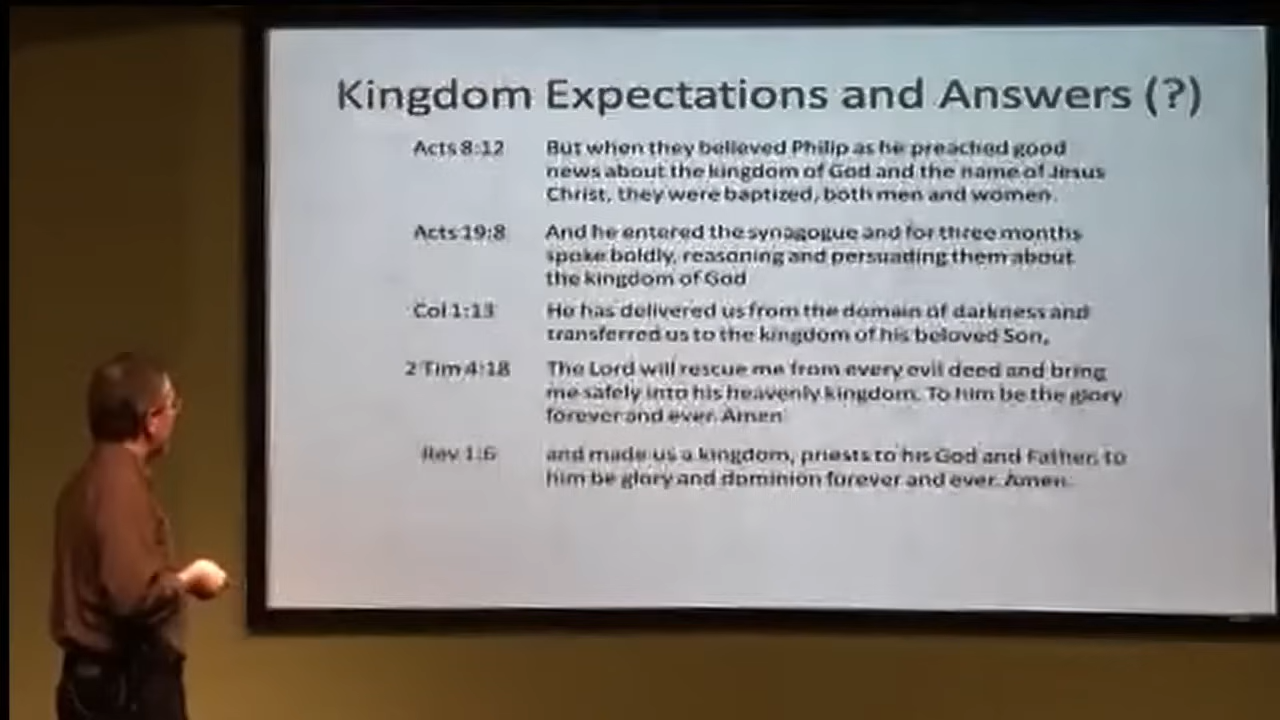 Kingdom Expectations and Answers (?)
Acts 8:12 But when they believed Philip as he preached good
news about the kingdom of God and the name of Jesus
Christ, they were baptized, both men and women.
Acts 19:8 And he entered the synagogue and for three months
spoke boldly, reasoning and persuading them about
the kingdom of God
Col 1:13 He has delivered us from the domain of darkness and
transferred us to the kingdom of his beloved Son,
2 Tim 4:18 The Lord will rescue me from every evil deed and bring
me safely into his heavenly kingdom. To him be the glory
forever and ever. Amen
Rev 1:6 and made us a kingdom, priests to his God and Father, to
him be glory and dominion forever and ever. Amen.